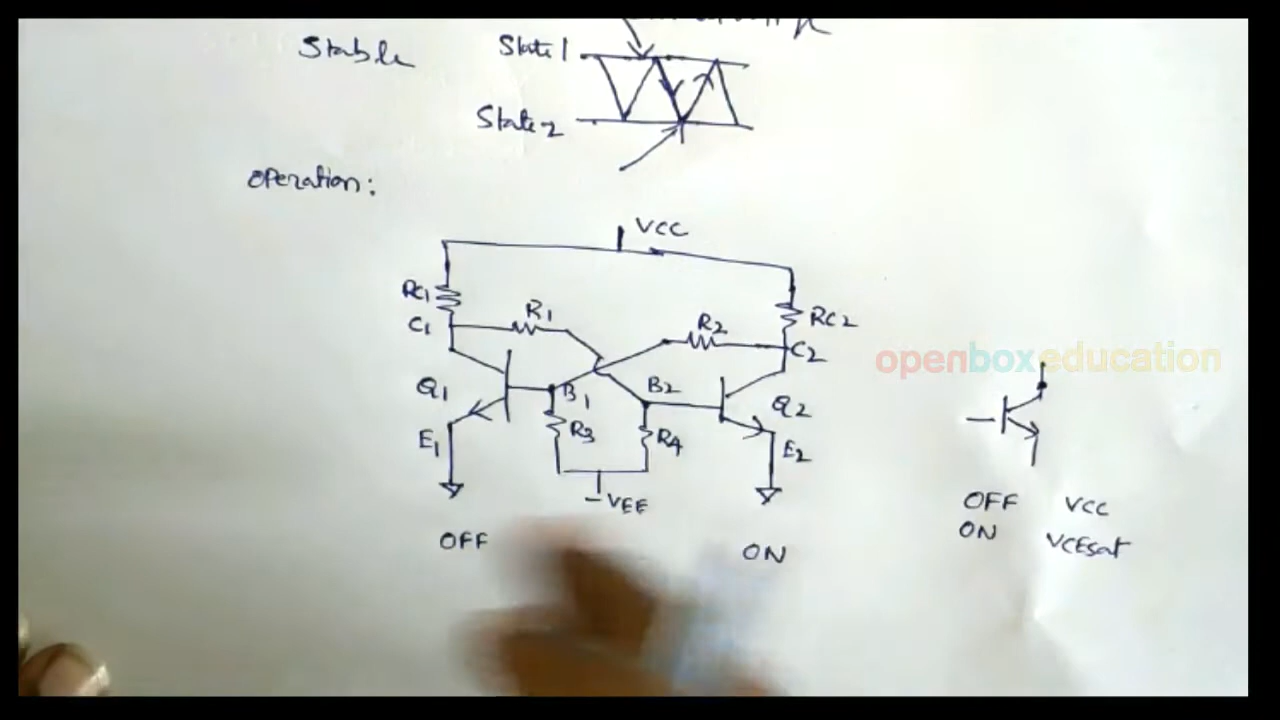 Stable
State 1
State-2
Operation:
VCC
RC1
C1
R1
R2
RC2
C2
Q1
B1
B2
Q2
E1
R3
R4
E2
-VEE
OFF
ON
openboxeducation
OFF VCC
ON VCEsat